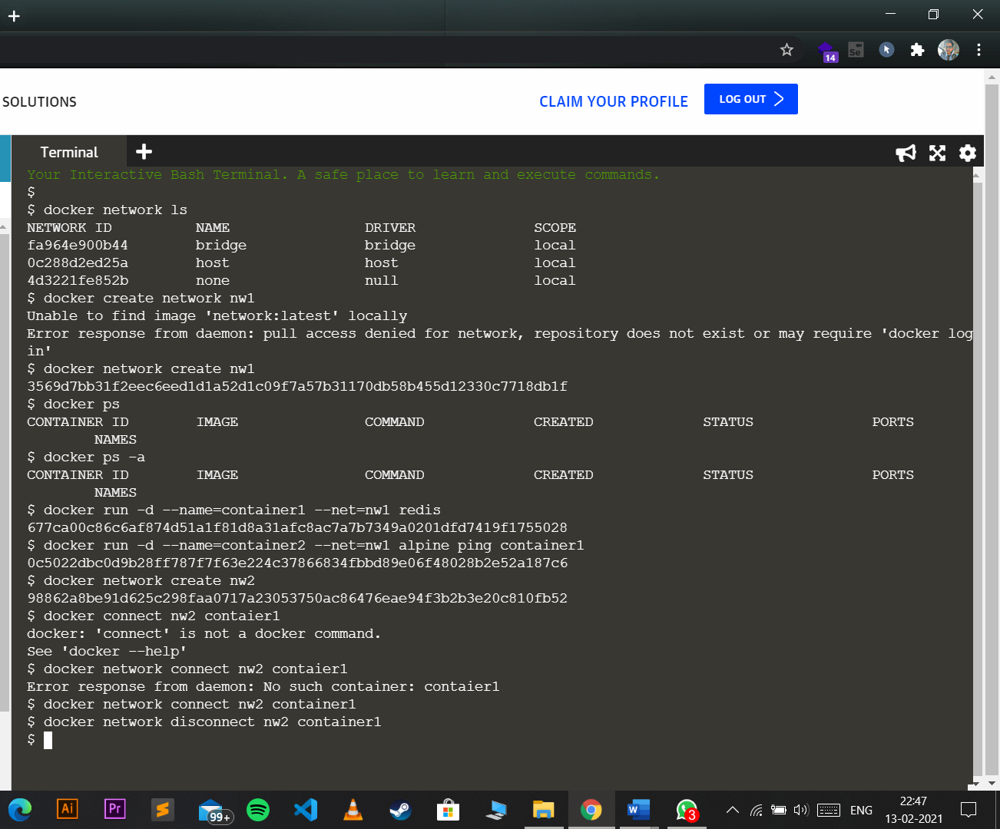 14
Se
SOLUTIONS
CLAIM YOUR PROFILE
LOG OUT
Terminal
Your Interactive Bash Terminal. A safe place to learn and execute commands.
$
$ docker network ls
NETWORK ID NAME DRIVER SCOPE
fa964e900b44 bridge bridge local
0c288d2ed25a host host local
4d3221fe852b none null local
$ docker create network nw1
Unable to find image 'network:latest' locally
Error response from daemon: pull access denied for network, repository does not exist or may require 'docker log
in'
$ docker network create nw1
3569d7bb31f2eec6eed1d1a52d1c09f7a57b31170db58b455d12330c7718db1f
$ docker ps
CONTAINER ID IMAGE COMMAND CREATED STATUS PORTS
NAMES
$ docker ps -a
CONTAINER ID IMAGE COMMAND CREATED STATUS PORTS
NAMES
$ docker run -d --name=container1 --net=nw1 redis
677ca00c86c6af874d51a1f81d8a31afc8ac7a7b7349a0201dfd7419f1755028
$ docker run -d --name=container2 --net=nw1 alpine ping container1
0c5022dbc0d9b28ff787f7f63e224c37866834fbbd89e06f48028b2e52a187c6
$ docker network create nw2
98862a8be91d625c298faa0717a23053750ac86476eae94f3b2b3e20c810fb52
$ docker connect nw2 contaier1
docker: 'connect' is not a docker command.
See 'docker --help'
$ docker network connect nw2 contaier1
Error response from daemon: No such container: contaier1
$ docker network connect nw2 container1
$ docker network disconnect nw2 container1
$
Ai
Pr
99+
W
3
ENG
22:47
13-02-2021